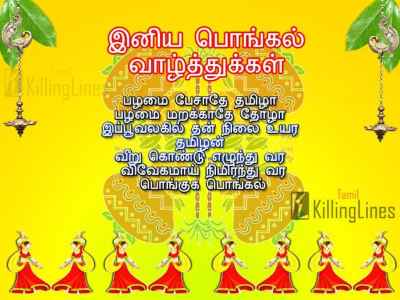 இனிய பொங்கல்
வாழ்த்துக்கள்
Tamil
KillingLines
பழமை பேசாதே தமிழா
பழமை மறக்காதே தோழா
இப்பூவுலகில் தன் நிலை உயர
தமிழன்
வீறு கொண்டு எழுந்து வர
விவேகமாய் நிமிர்ந்து வர
பொங்குக பொங்கல்
Tamil
KillingLines